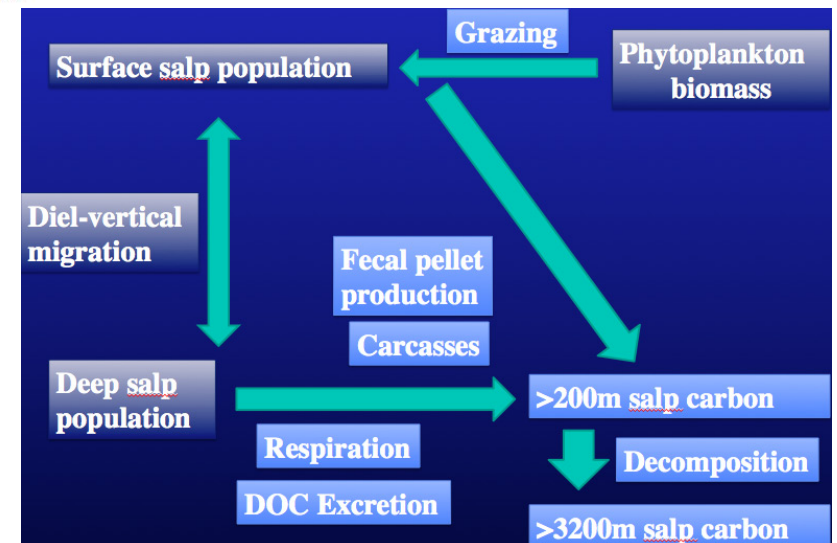 Grazing
Surface salp population
Phytoplankton
biomass
Diel-vertical
migration
Fecal pellet
production
Carcasses
Deep salp
population
>200m salp carbon
Respiration
Decomposition
DOC Excretion
>3200m salp carbon